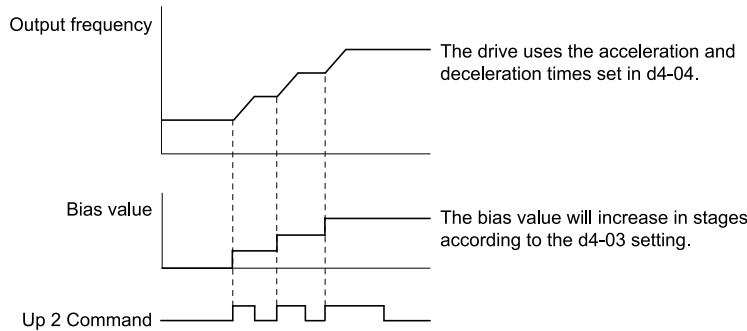 Output frequency
The drive uses the acceleration and
deceleration times set in d4-04.
Bias value
The bias value will increase in stages
according to the d4-03 setting.
Up 2 Command